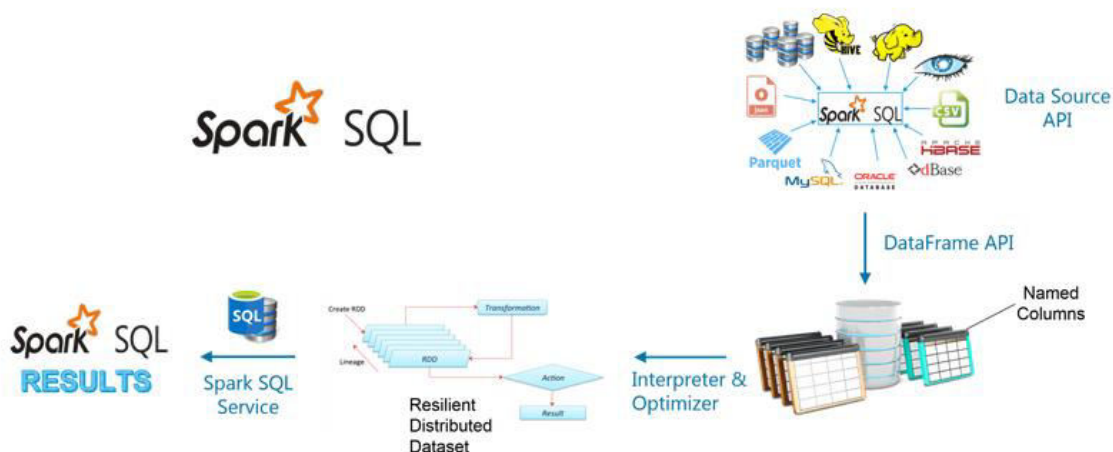 Spark SQL
HIVE
json
Spark SQL
CSV
Data Source
API
Parquet
APACHE
HBASE
MySQL
ORACLE
DATABASE
dBase
DataFrame API
Named
Columns
Create RDD
Transformation
SQL
RDD
Lineage
Spark SQL
RESULTS
Spark SQL
Service
Action
Result
Resilient
Distributed
Dataset
Interpreter &
Optimizer